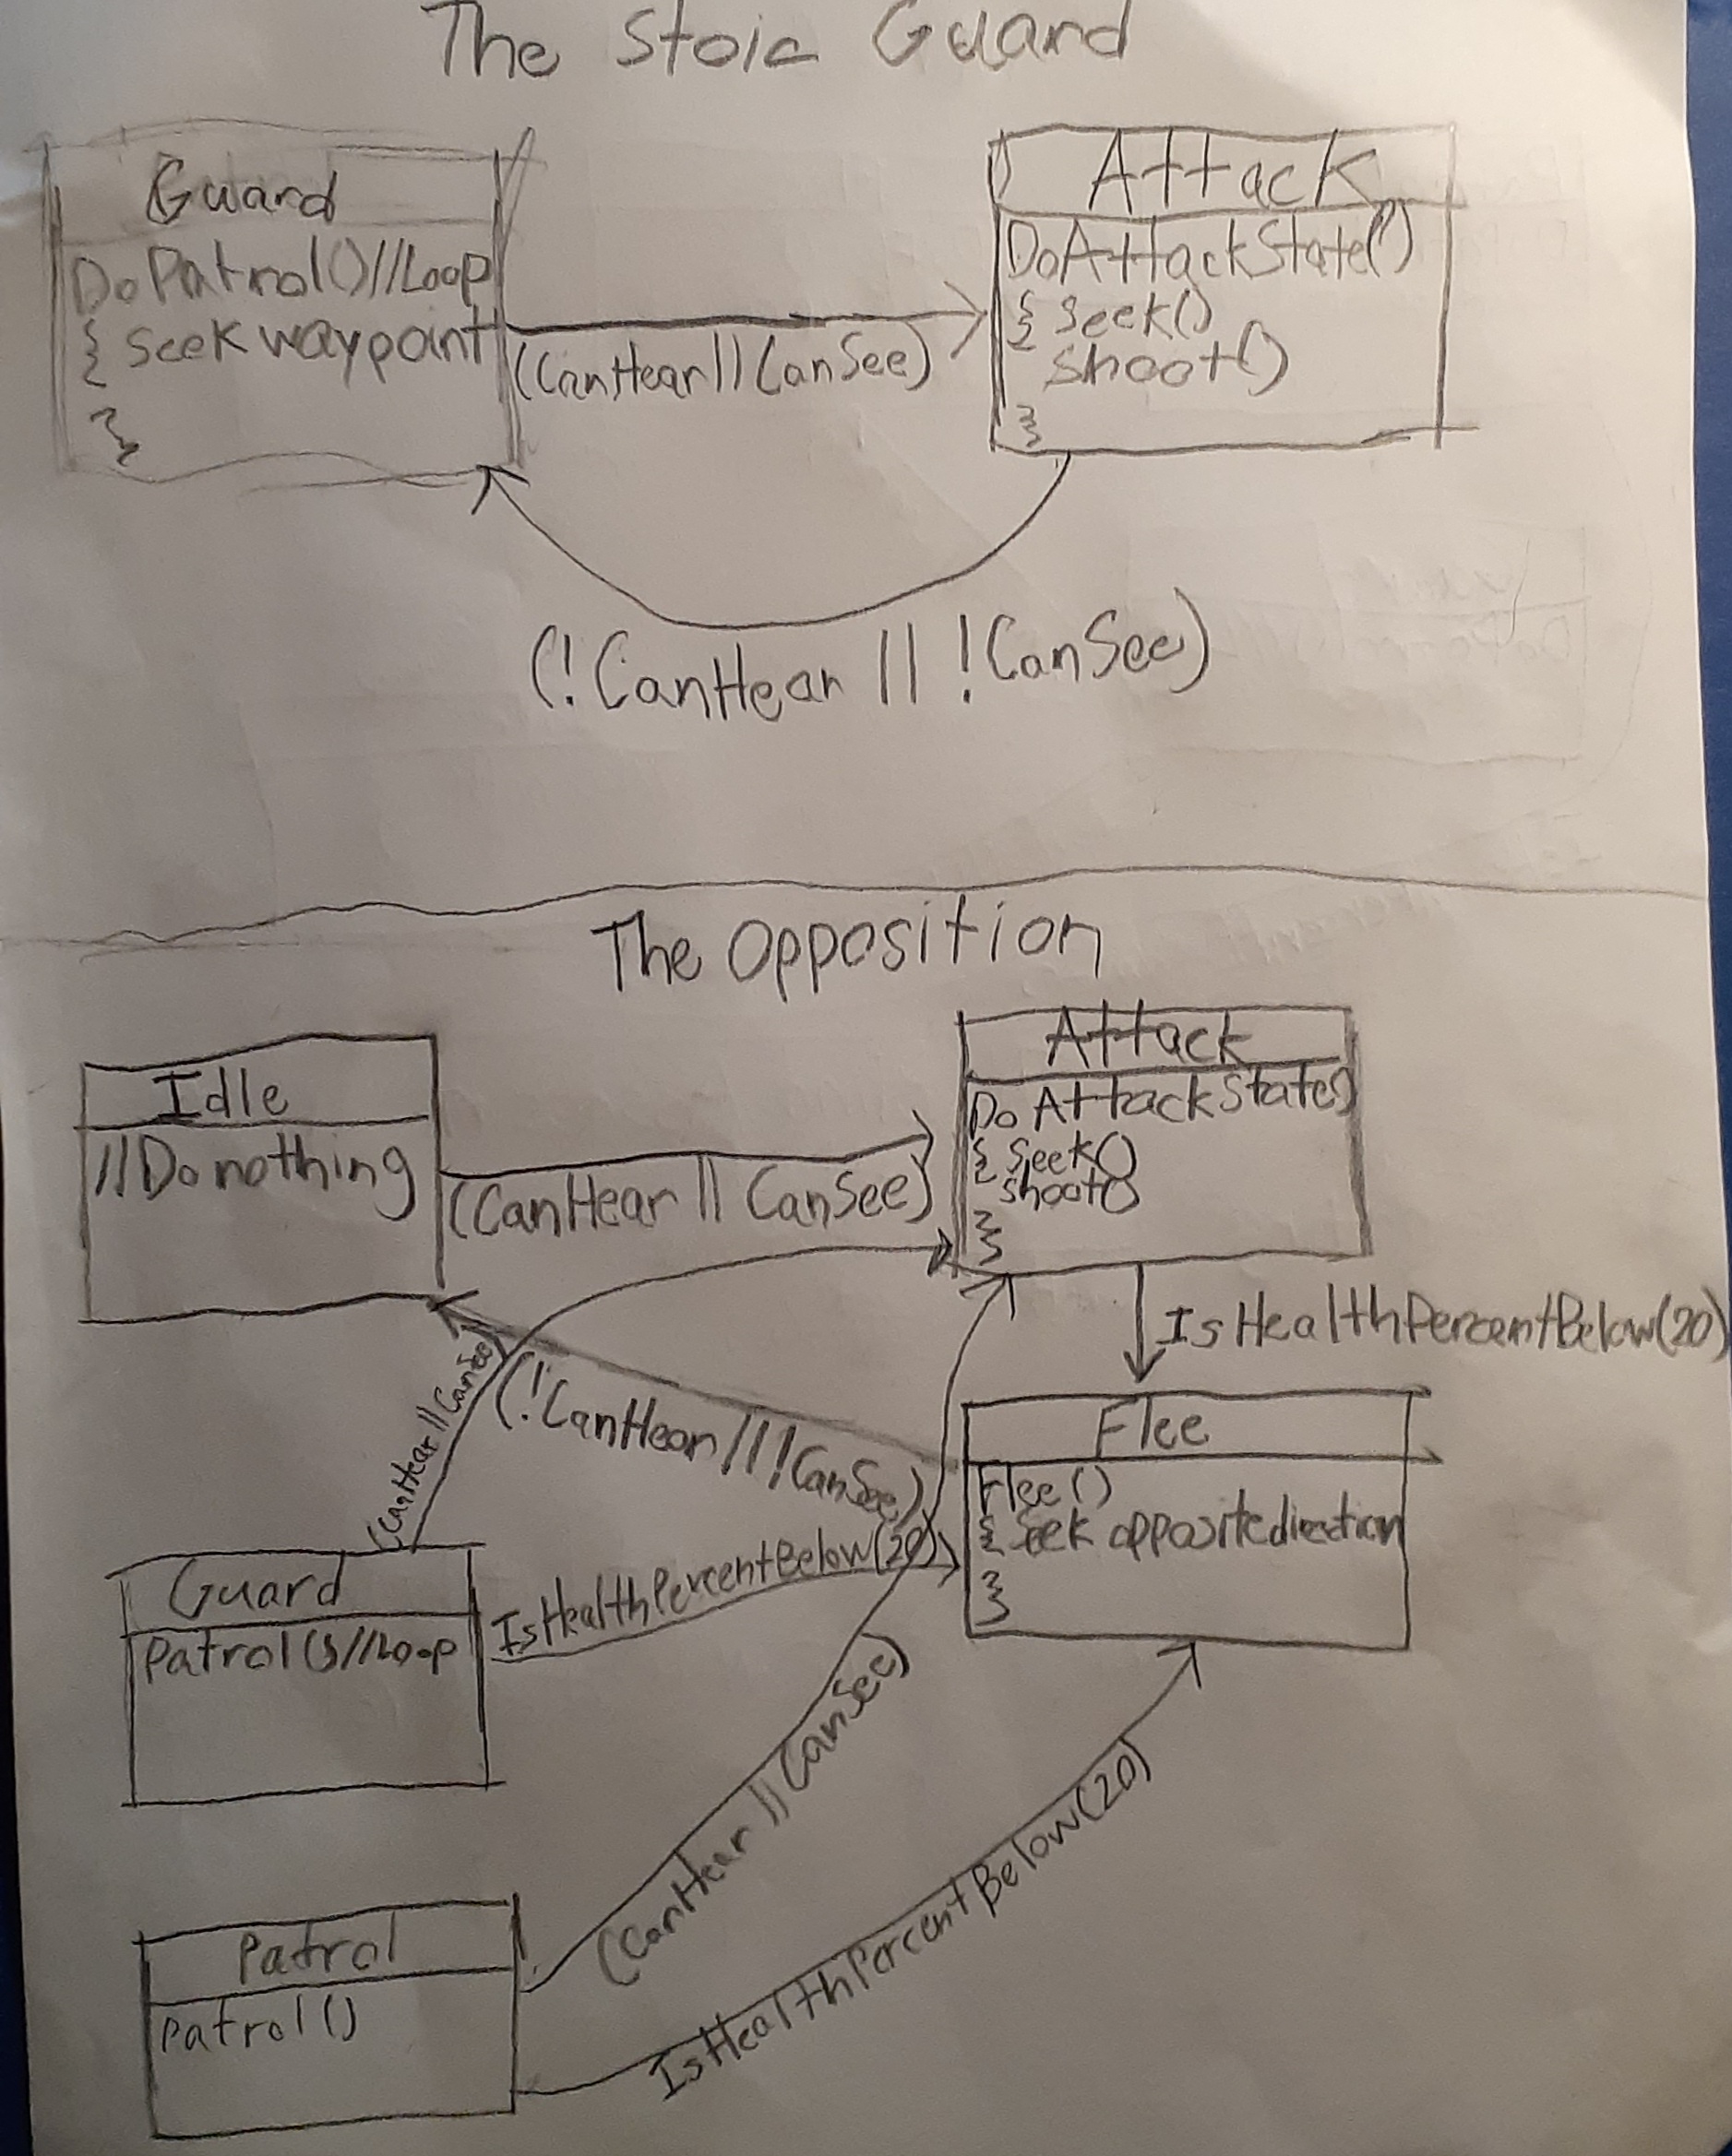 The Stoic Guard
Guard
DoPatrol()//Loop
{ seek waypoint
}
(CanHear || CanSee)
Attack
DoAttackState()
{ seek()
shoot()
}
(!CanHear || !CanSee)
The Opposition
Idle
//Do nothing
(CanHear || CanSee)
Attack
Do AttackState()
{ seek()
shoot()
}
IsHealthPercentBelow(20)
(CanHear || CanSee)
(!CanHear || !CanSee)
Flee
Flee()
{ seek opposite direction
}
Guard
Patrol()//Loop
IsHealthPercentBelow(20)
(CanHear || CanSee)
Patrol
Patrol()
IsHealthPercentBelow(20)